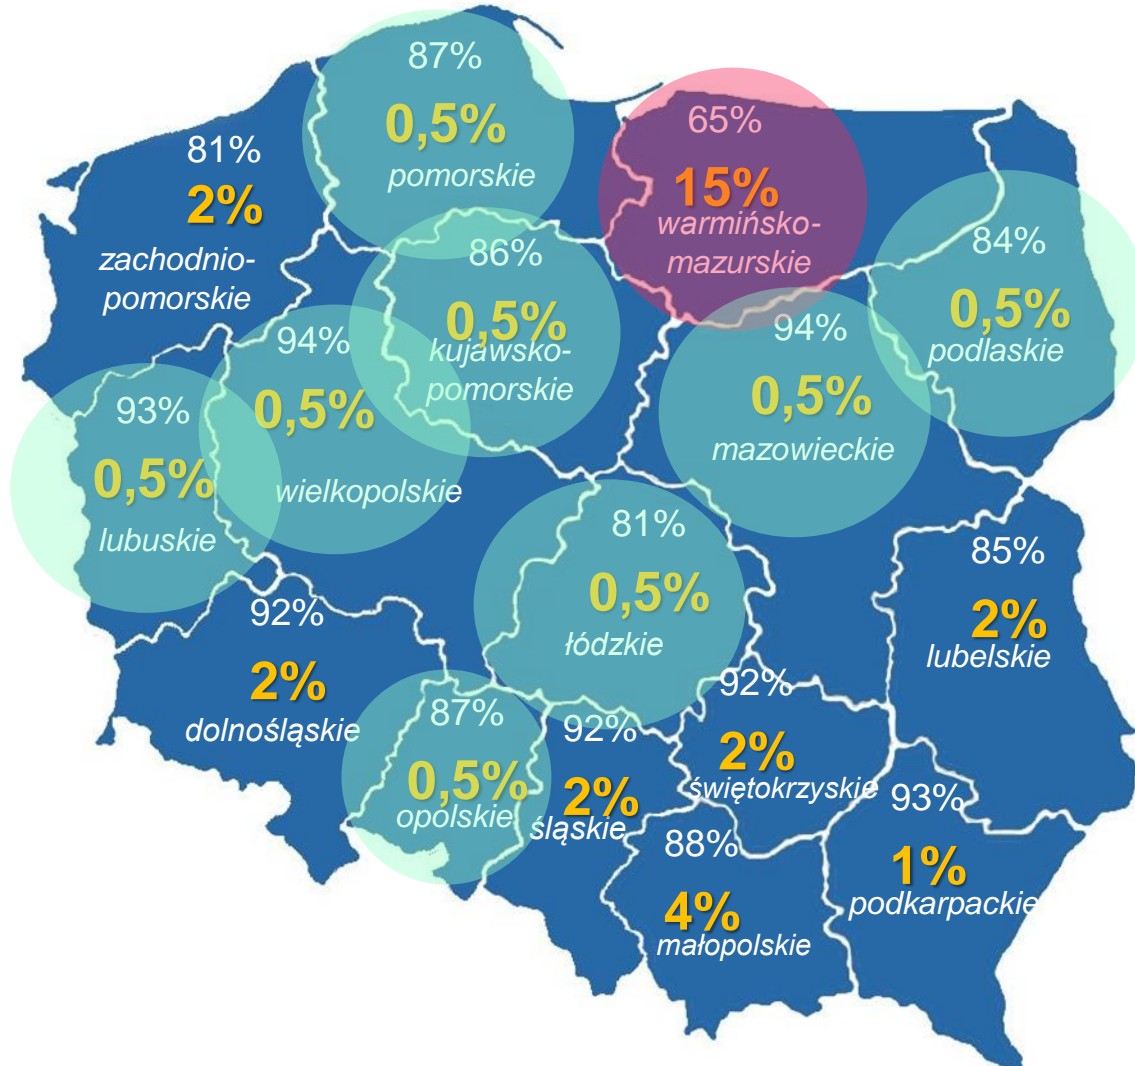 87%
0,5%
pomorskie
65%
15%
warmińsko-
mazurskie
81%
2%
zachodnio-
pomorskie
86%
0,5%
kujawsko-
pomorskie
84%
0,5%
podlaskie
94%
0,5%
wielkopolskie
94%
0,5%
mazowieckie
93%
0,5%
lubuskie
81%
0,5%
łódzkie
85%
2%
lubelskie
92%
2%
dolnośląskie
87%
0,5%
opolskie
92%
2%
śląskie
92%
2%
świętokrzyskie
93%
1%
podkarpackie
88%
4%
małopolskie